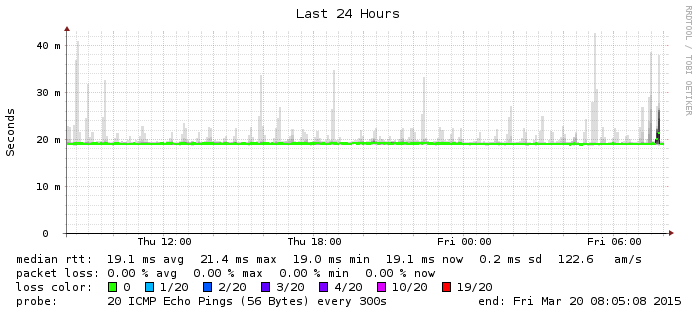 Last 24 Hours
RRDTOOL / TOBI OETIKER
Seconds
40 m
30 m
20 m
10 m
0
Thu 12:00 Thu 18:00 Fri 00:00 Fri 06:00
median rtt: 19.1 ms avg 21.4 ms max 19.0 ms min 19.1 ms now 0.2 ms sd 122.6 am/s
packet loss: 0.00 % avg 0.00 % max 0.00 % min 0.00 % now
loss color: 0 1/20 2/20 3/20 4/20 10/20 19/20
probe: 20 ICMP Echo Pings (56 Bytes) every 300s end: Fri Mar 20 08:05:08 2015